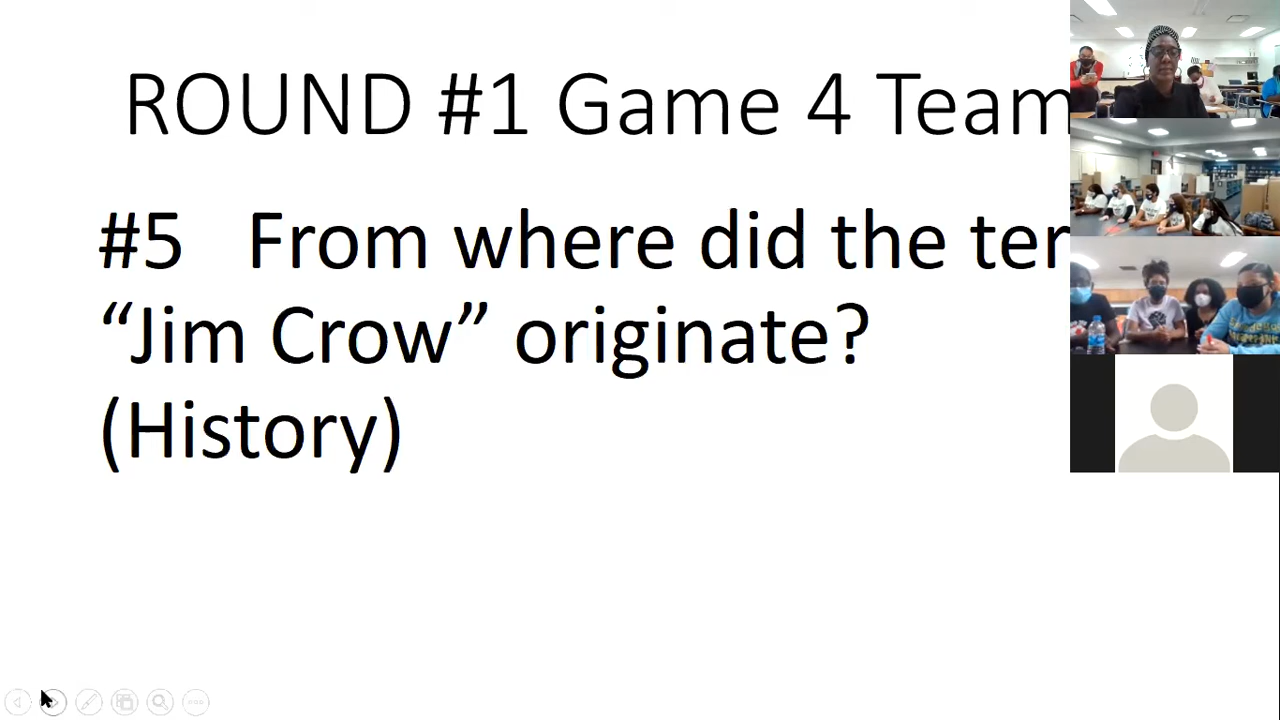 ROUND #1 Game 4 Team
#5 From where did the ter
“Jim Crow” originate?
(History)